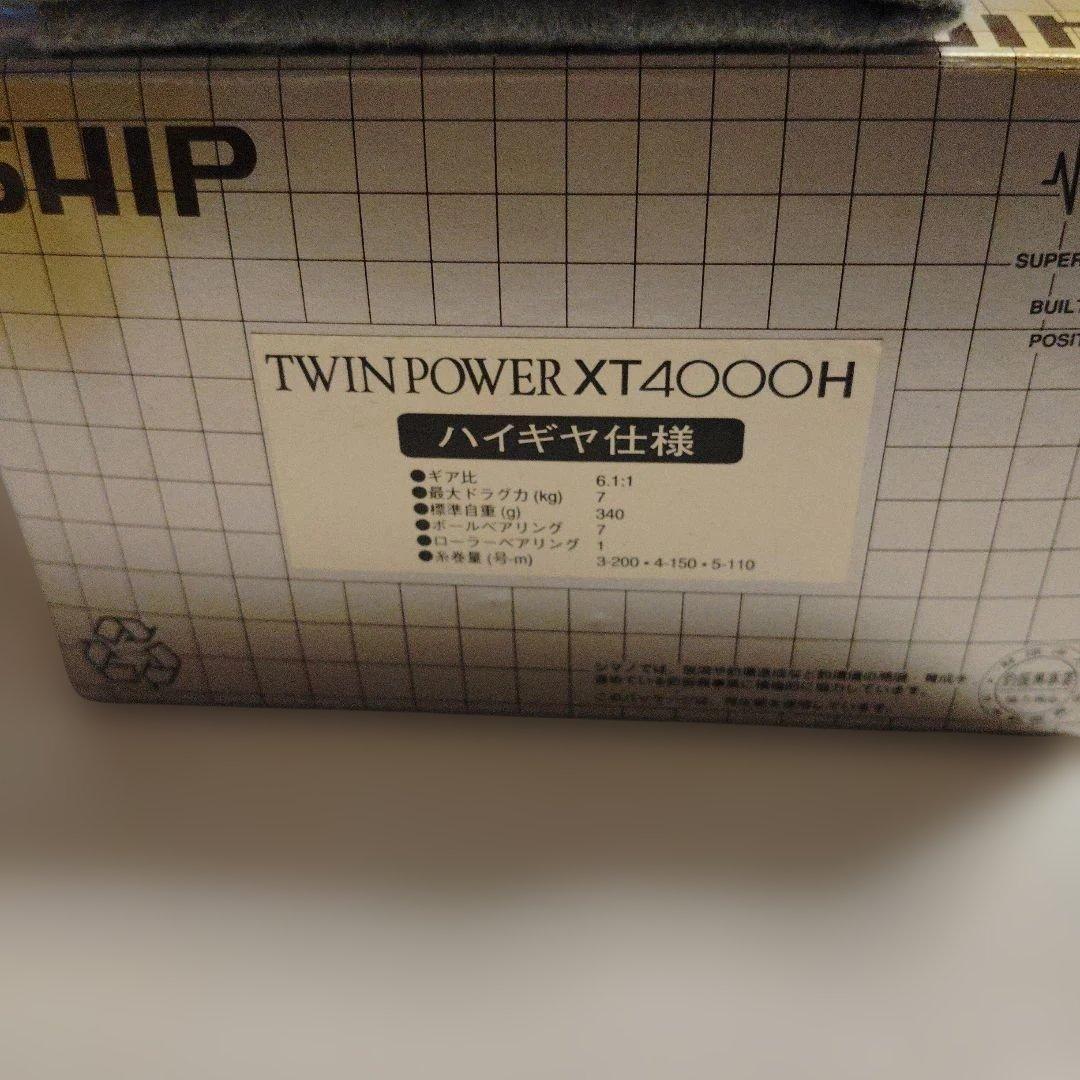 SHIP
SUPER
BUILT
POSIT
TWIN POWER XT4000H
ハイギヤ仕様
●ギア比 6.1:1
●最大ドラグ力(kg) 7
●標準自重(g) 340
●ボールベアリング 7
●ローラーベアリング 1
●糸巻量(号-m) 3-200・4-150・5-110